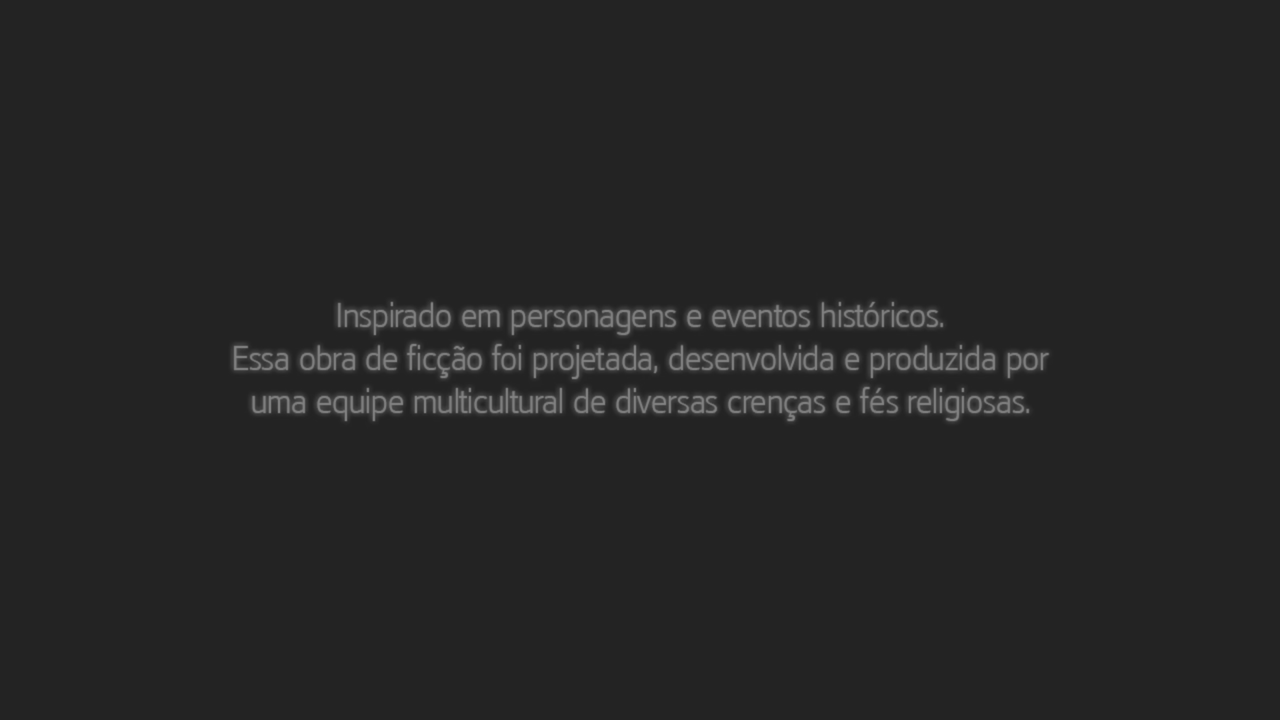 Inspirado em personagens e eventos históricos.
Essa obra de ficção foi projetada, desenvolvida e produzida por
uma equipe multicultural de diversas crenças e fés religiosas.